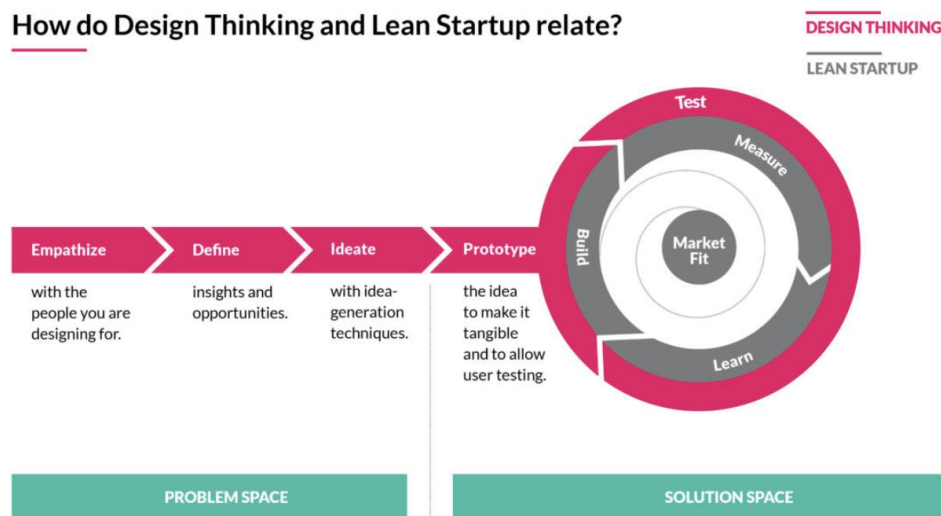 How do Design Thinking and Lean Startup relate?
DESIGN THINKING
LEAN STARTUP
Test
Measure
Build
Learn
Market
Fit
Empathize
Define
Ideate
Prototype
with the
people you are
designing for.
insights and
opportunities.
with idea-
generation
techniques.
the idea
to make it
tangible
and to allow
user testing.
PROBLEM SPACE
SOLUTION SPACE